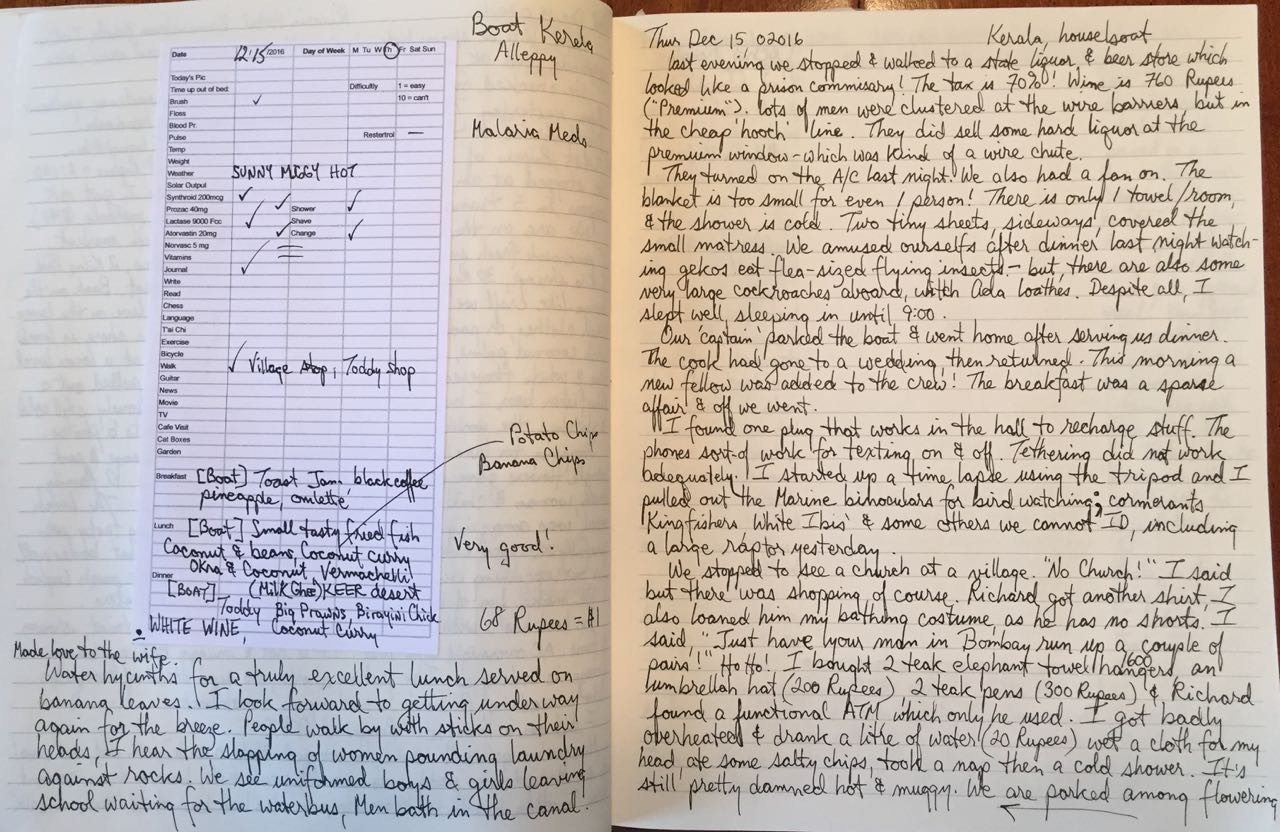 Boat Kerela
Alleppy
Date 12/15/2016 Day of Week M Tu W Th Fr Sat Sun
Today's Pic
Time up out of bed: Difficultly 1 = easy
Brush ✓ 10 = can't
Floss
Blood Pr.
Pulse Restertrol —
Malaria Meds
Temp
Weight
Weather SUNNY MUGGY HOT
Solar Output
Synthroid 200mcg ✓
Prozac 40mg ✓ Shower ✓
Lactase 9000 Fcc ✓ Shave
Atorvastin 20mg ✓ Change ✓
Norvasc 5 mg
Vitamins
Journal ✓
Write
Read
Chess
Language
T'ai Chi
Exercise
Bicycle
Walk ✓ Village stop, Toddy Shop
Guitar
News
Movie
TV
Cafe Visit
Cat Boxes
Garden
Potato Chips
Banana Chips
Breakfast [Boat] Toast Jam black coffee
pineapple, omlette
Lunch [Boat] Small tasty fried fish
Coconut & beans, Coconut curry
Okra & Coconut, Vermachelli
Very good!
Dinner (Milk Ghee) KEER desert
[BOAT] Toddy Big Prawns Birayini Chick
• WHITE WINE, Coconut Curry
68 Rupees = $1
Made love to the wife.
Water hycinths for a truly excellent lunch served on
banana leaves. I look forward to getting under way
again for the breeze. People walk by with sticks on their
heads, I hear the slapping of women pounding laundry
against rocks. We see uniformed boys & girls leaving
school waiting for the waterbus, Men bath in the canal.
Thur Dec 15 02016 Kerala, houseboat
last evening we stopped & walked to a state liquor & beer store which
looked like a prison commisary! The tax is 70%! Wine is 760 Rupees
("Premium"). lots of men were clustered at the wire barriers, but in
the cheap 'hooch' line. They did sell some hard liquor at the
premium window - which was kind of a wire chute.
They turned on the A/C last night. We also had a fan on. The
blanket is too small for even 1 person! There is only 1 towel/room,
& the shower is cold. Two tiny sheets, sideways, covered the
small matress. We amused ourselfs after dinner last night watch-
ing gekos eat flea-sized flying insects - but, there are also some
very large cockroaches aboard, witch Ada loathes. Despite all, I
slept well, sleeping in until 9:00.
Our 'captain' parked the boat & went home after serving us dinner.
The cook had gone to a wedding, then returned. This morning a
new fellow was added to the crew! The breakfast was a sparse
affair & off we went.
I found one plug that works in the hall to recharge stuff. The
phones sort-of work for texting on & off. Tethering did not work
adequately. I started up a time lapse using the tripod and I
pulled out the Marine binoculars for bird watching; cormerants
Kingfishers White Ibis' & some others we cannot ID, including
a large raptor yesterday.
We stopped to see a church at a village. "No Church!" I said
but there was shopping of course. Richard got another shirt, I
also loaned him my bathing costume as he has no shorts. I
said, "Just have your man in Bombay run up a couple of
pairs!" Ho Ho! I bought 2 teak elephant towel hangers, 600 an
umbrellah hat (200 Rupees), 2 teak pens (300 Rupees) & Richard
found a functional ATM which only he used. I got badly
overheated & drank a litre of water (20 Rupees) wet a cloth for my
head, ate some salty chips, took a nap then a cold shower. It's
still pretty damned hot & muggy. We are parked among flowering